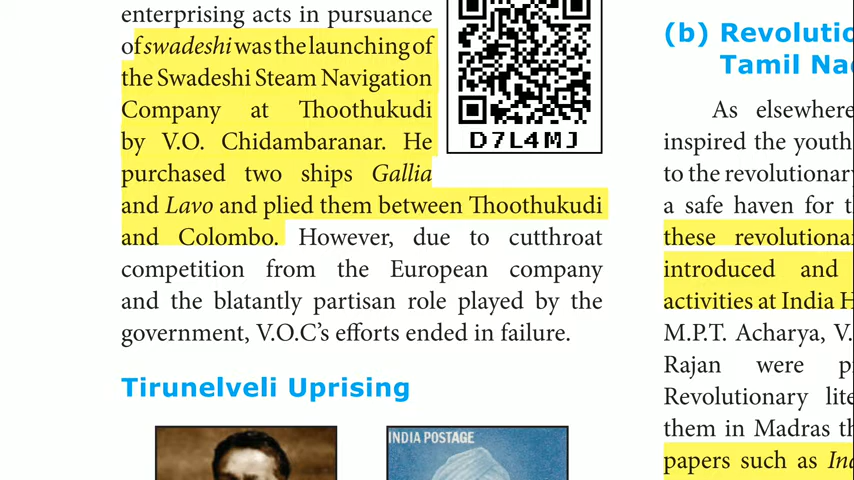 enterprising acts in pursuance
of swadeshi was the launching of
the Swadeshi Steam Navigation
Company at Thoothukudi
by V.O. Chidambaranar. He
purchased two ships Gallia
and Lavo and plied them between Thoothukudi
and Colombo. However, due to cutthroat
competition from the European company
and the blatantly partisan role played by the
government, V.O.C’s efforts ended in failure.
D7L4MJ
Tirunelveli Uprising
INDIA POSTAGE
(b) Revolutio
Tamil Na
As elsewhere
inspired the youth
to the revolutionary
a safe haven for t
these revolutiona
introduced and
activities at India H
M.P.T. Acharya, V.
Rajan were p
Revolutionary lite
them in Madras th
papers such as Ind